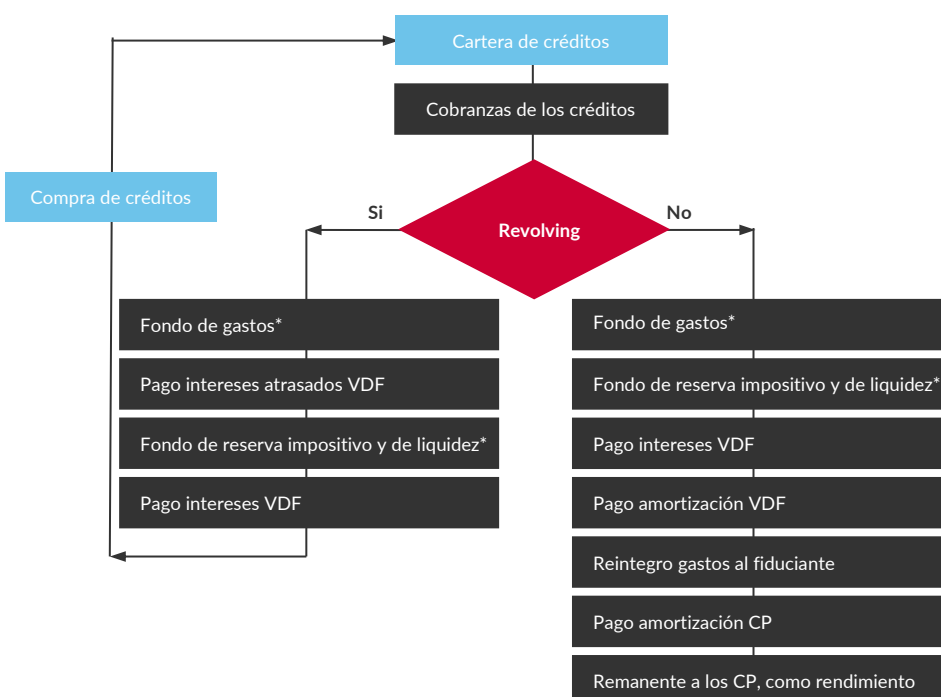 Cartera de créditos
Cobranzas de los créditos
Compra de créditos
Si
Revolving
No
Fondo de gastos*
Pago intereses atrasados VDF
Fondo de reserva impositivo y de liquidez*
Pago intereses VDF
Fondo de gastos*
Fondo de reserva impositivo y de liquidez*
Pago intereses VDF
Pago amortización VDF
Reintegro gastos al fiduciante
Pago amortización CP
Remanente a los CP, como rendimiento